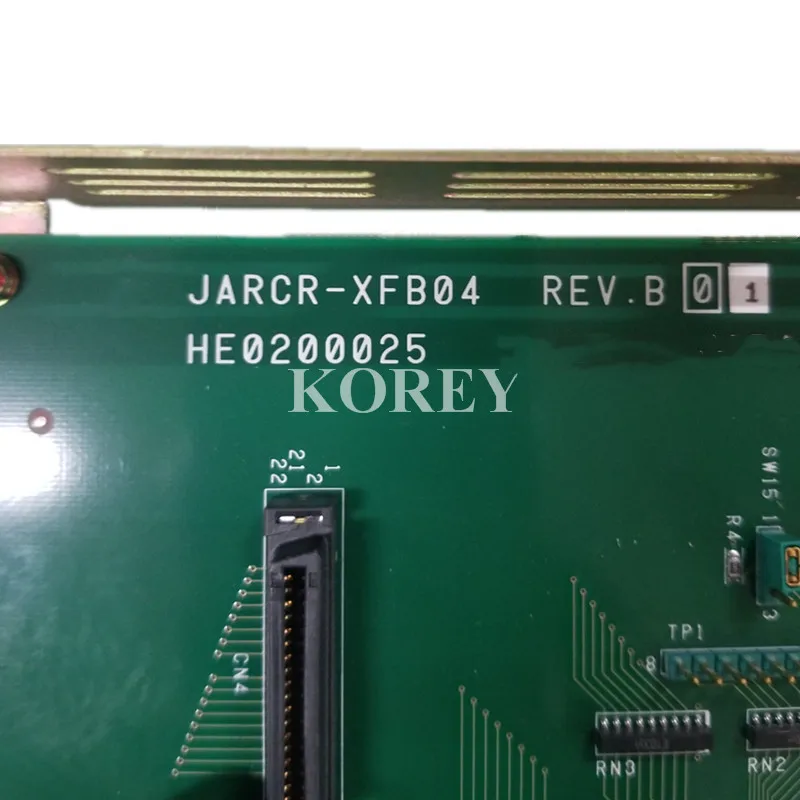 JARCR-XFB04 REV.B 0 1
HE0200025
KOREY
1
2
21
22
SW15
1
R4
3
CN4
TP1
8
RN3
RN2